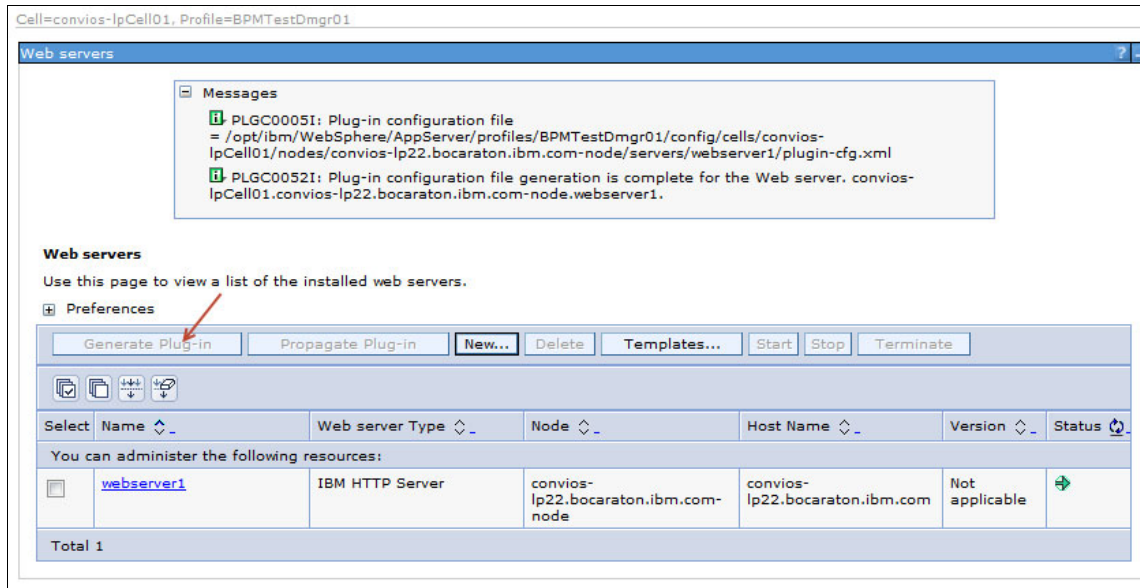 Cell=convios-lpCell01, Profile=BPMTestDmgr01
Web servers ? -
Messages
PLGC0005I: Plug-in configuration file
= /opt/ibm/WebSphere/AppServer/profiles/BPMTestDmgr01/config/cells/convios-
lpCell01/nodes/convios-lp22.bocaraton.ibm.com-node/servers/webserver1/plugin-cfg.xml
PLGC0052I: Plug-in configuration file generation is complete for the Web server. convios-
lpCell01.convios-lp22.bocaraton.ibm.com-node.webserver1.
Web servers
Use this page to view a list of the installed web servers.
Preferences
Generate Plug-in Propagate Plug-in New... Delete Templates... Start Stop Terminate
Select Name Web server Type Node Host Name Version Status
You can administer the following resources:
webserver1 IBM HTTP Server convios- convios- Not
lp22.bocaraton.ibm.com- lp22.bocaraton.ibm.com applicable
node
Total 1